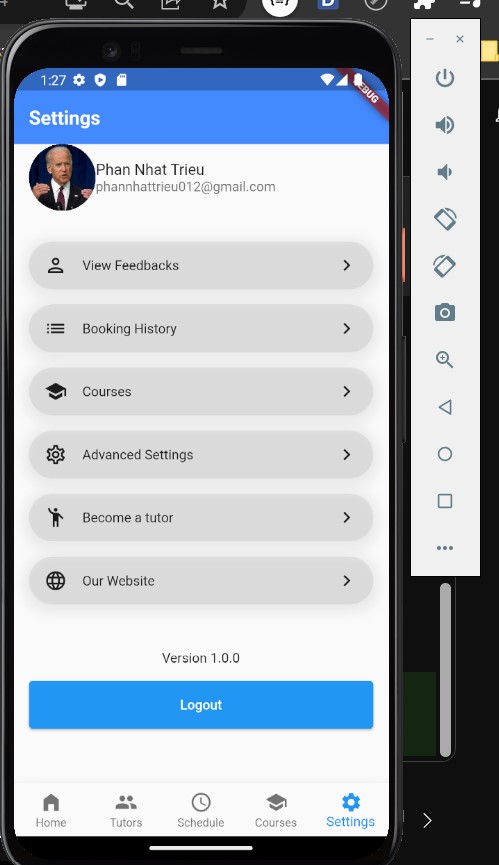 1:27
DEBUG
Settings
Phan Nhat Trieu
phannhattrieu012@gmail.com
View Feedbacks
Booking History
Courses
Advanced Settings
Become a tutor
Our Website
Version 1.0.0
Logout
Home
Tutors
Schedule
Courses
Settings